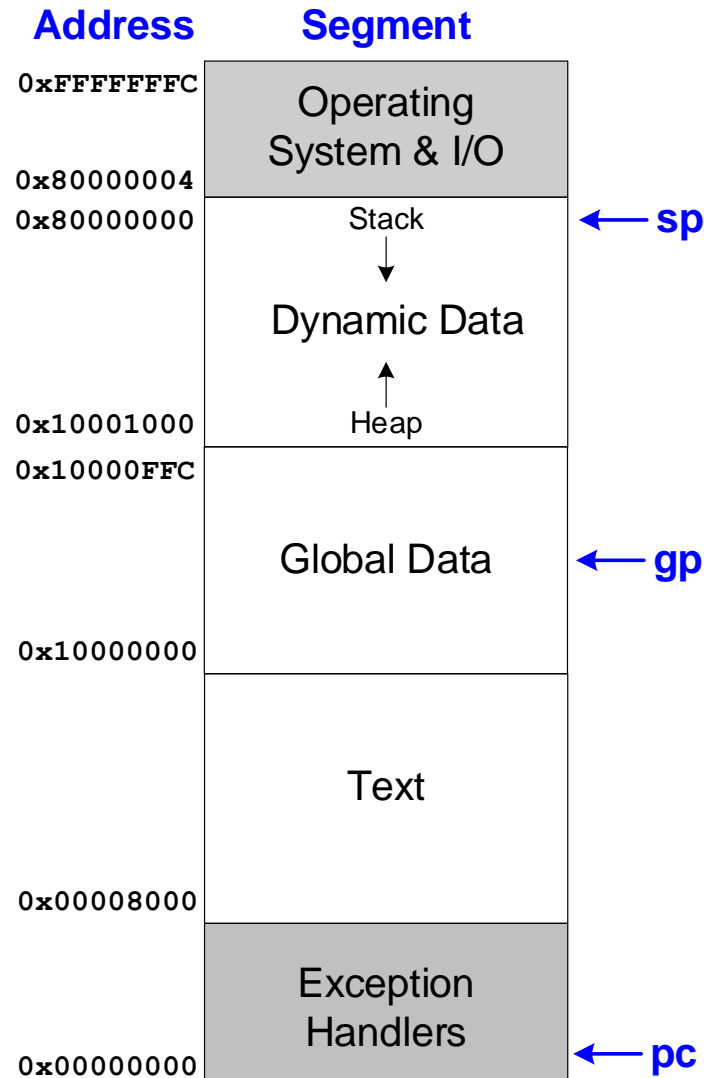 Address Segment
0xFFFFFFFC
Operating
System & I/O
0x80000004
0x80000000 Stack sp
Dynamic Data
0x10001000 Heap
0x10000FFC
Global Data gp
0x10000000
Text
0x00008000
Exception
Handlers
0x00000000 pc